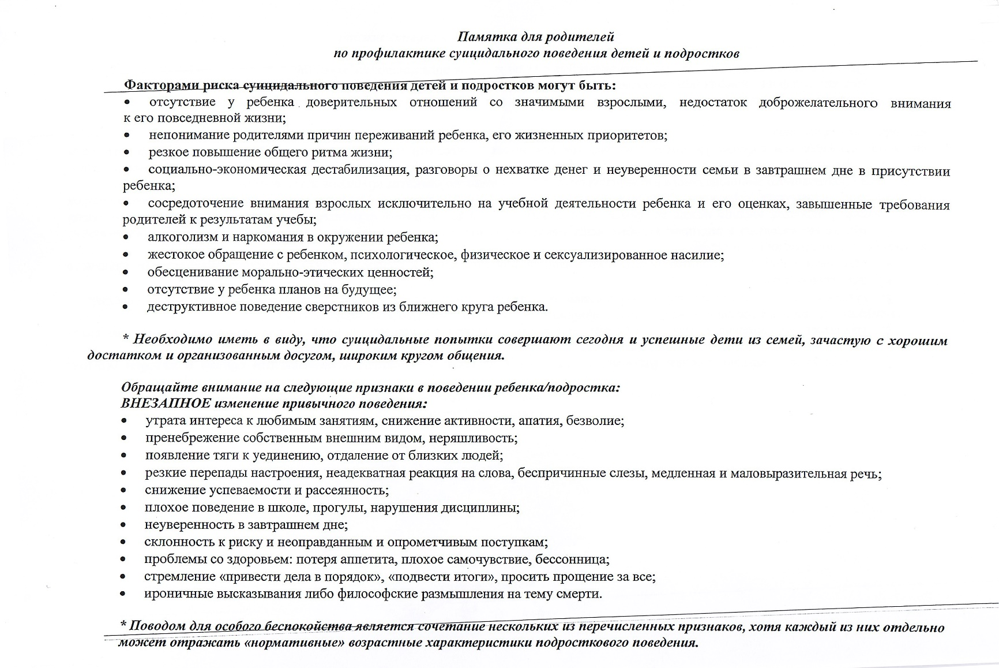 Памятка для родителей
по профилактике суицидального поведения детей и подростков
Факторами риска суицидального поведения детей и подростков могут быть:
• отсутствие у ребенка доверительных отношений со значимыми взрослыми, недостаток доброжелательного внимания
к его повседневной жизни;
• непонимание родителями причин переживаний ребенка, его жизненных приоритетов;
• резкое повышение общего ритма жизни;
• социально-экономическая дестабилизация, разговоры о нехватке денег и неуверенности семьи в завтрашнем дне в присутствии
ребенка;
• сосредоточение внимания взрослых исключительно на учебной деятельности ребенка и его оценках, завышенные требования
родителей к результатам учебы;
• алкоголизм и наркомания в окружении ребенка;
• жестокое обращение с ребенком, психологическое, физическое и сексуализированное насилие;
• обесценивание морально-этических ценностей;
• отсутствие у ребенка планов на будущее;
• деструктивное поведение сверстников из ближнего круга ребенка.
* Необходимо иметь в виду, что суицидальные попытки совершают сегодня и успешные дети из семей, зачастую с хорошим
достатком и организованным досугом, широким кругом общения.
Обращайте внимание на следующие признаки в поведении ребенка/подростка:
ВНЕЗАПНОЕ изменение привычного поведения:
• утрата интереса к любимым занятиям, снижение активности, апатия, безволие;
• пренебрежение собственным внешним видом, неряшливость;
• появление тяги к уединению, отдаление от близких людей;
• резкие перепады настроения, неадекватная реакция на слова, беспричинные слезы, медленная и маловыразительная речь;
• снижение успеваемости и рассеянность;
• плохое поведение в школе, прогулы, нарушения дисциплины;
• неуверенность в завтрашнем дне;
• склонность к риску и неоправданным и опрометчивым поступкам;
• проблемы со здоровьем: потеря аппетита, плохое самочувствие, бессонница;
• стремление «привести дела в порядок», «подвести итоги», просить прощение за все;
• ироничные высказывания либо философские размышления на тему смерти.
* Поводом для особого беспокойства является сочетание нескольких из перечисленных признаков, хотя каждый из них отдельно
может отражать «нормативные» возрастные характеристики подросткового поведения.